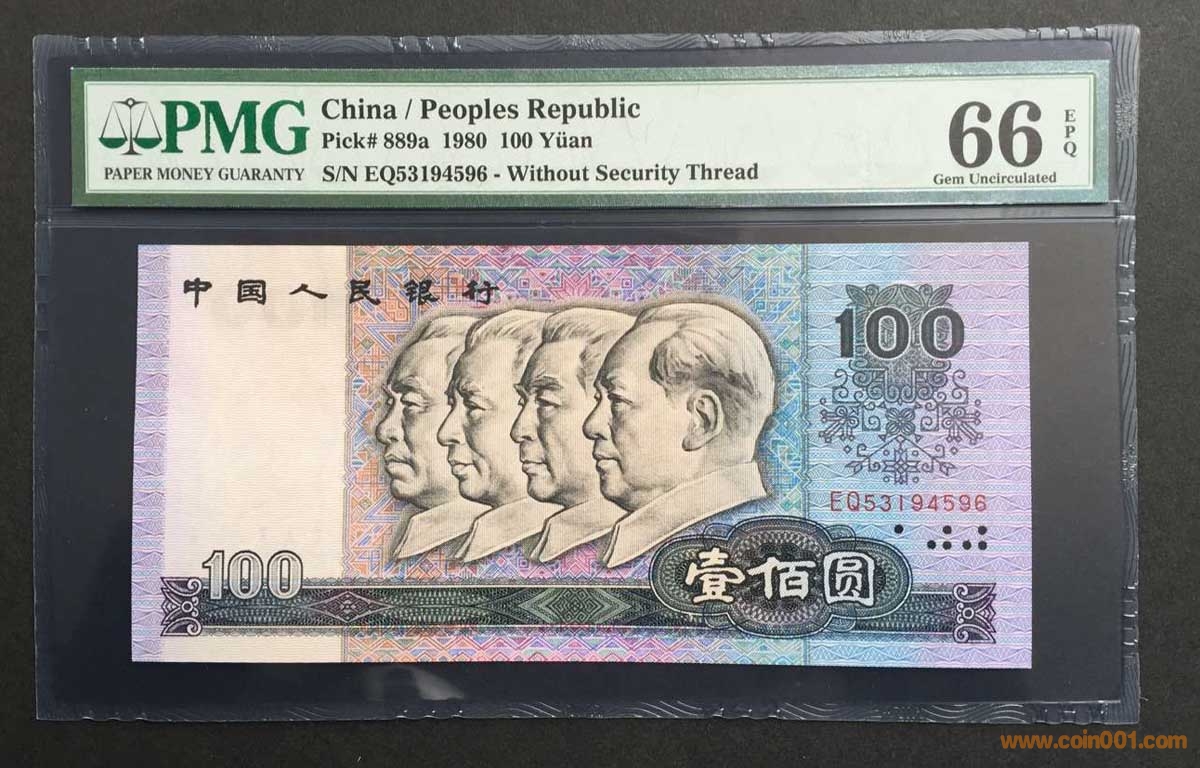 PMG
PAPER MONEY GUARANTY
China / Peoples Republic
Pick# 889a 1980 100 Yüan
S/N EQ53194596 - Without Security Thread
66
EPQ
Gem Uncirculated
中国人民银行
100
EQ53194596
100
壹佰圆
www.coin001.com